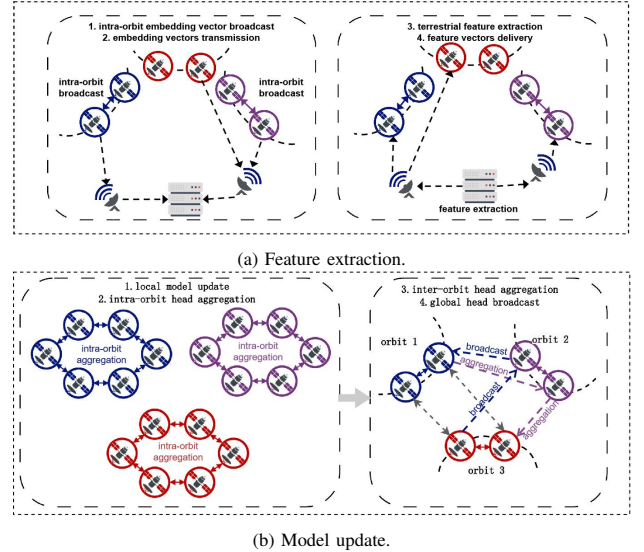 1. intra-orbit embedding vector broadcast
2. embedding vectors transmission
intra-orbit
broadcast
intra-orbit
broadcast
3. terrestrial feature extraction
4. feature vectors delivery
feature extraction
(a) Feature extraction.
1.local model update
2.intra-orbit head aggregation
intra-orbit
aggregation
intra-orbit
aggregation
intra-orbit
aggregation
3.inter-orbit head aggregation
4.global head broadcast
orbit 1
orbit 2
broadcast
aggregation
broadcast
aggregation
orbit 3
(b) Model update.